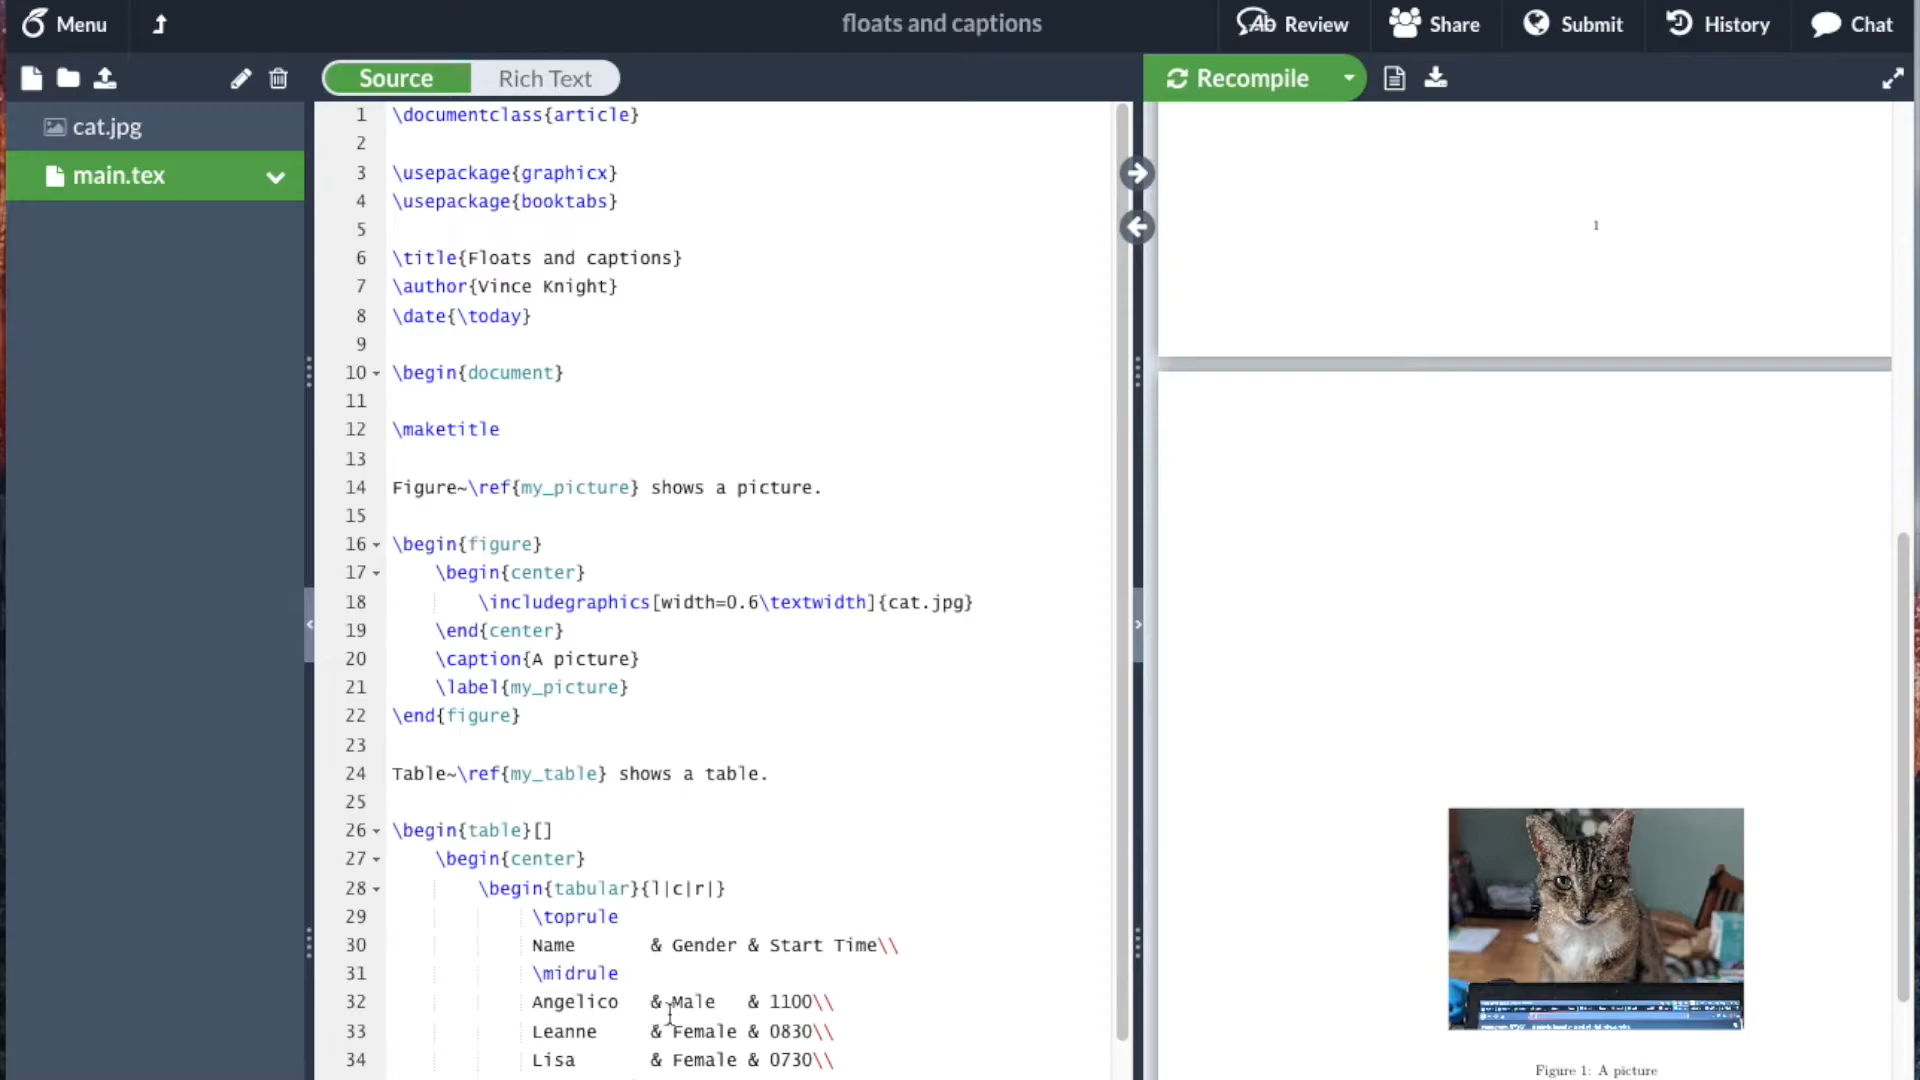 Menu
floats and captions
Review
Share
Submit
History
Chat
Source
Rich Text
Recompile
cat.jpg
main.tex
1 \documentclass{article}
2
3 \usepackage{graphicx}
4 \usepackage{booktabs}
5
6 \title{Floats and captions}
7 \author{Vince Knight}
8 \date{\today}
9
10 \begin{document}
11
12 \maketitle
13
14 Figure~\ref{my_picture} shows a picture.
15
16 \begin{figure}
17 \begin{center}
18 \includegraphics[width=0.6\textwidth]{cat.jpg}
19 \end{center}
20 \caption{A picture}
21 \label{my_picture}
22 \end{figure}
23
24 Table~\ref{my_table} shows a table.
25
26 \begin{table}[]
27 \begin{center}
28 \begin{tabular}{l|c|r|}
29 \toprule
30 Name & Gender & Start Time\\
31 \midrule
32 Angelico & Male & 1100\\
33 Leanne & Female & 0830\\
34 Lisa & Female & 0730\\
1
Figure 1: A picture